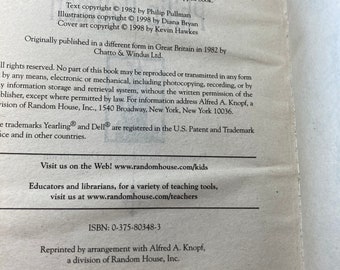 book.
Text copyright © 1982 by Philip Pullman
Illustrations copyright © 1998 by Diana Bryan
Cover art copyright © 1998 by Kevin Hawkes
Originally published in a different form in Great Britain in 1982 by
Chatto & Windus Ltd.
ll rights reserved. No part of this book may be reproduced or transmitted in any form
by any means, electronic or mechanical, including photocopying, recording, or by
y information storage and retrieval system, without the written permission of the
blisher, except where permitted by law. For information address Alfred A. Knopf, a
division of Random House, Inc., 1540 Broadway, New York, New York 10036.
e trademarks Yearling® and Dell® are registered in the U.S. Patent and Trademark
fice and in other countries.
Visit us on the Web! www.randomhouse.com/kids
Educators and librarians, for a variety of teaching tools,
visit us at www.randomhouse.com/teachers
ISBN: 0-375-80348-3
Reprinted by arrangement with Alfred A. Knopf,
a division of Random House, Inc.